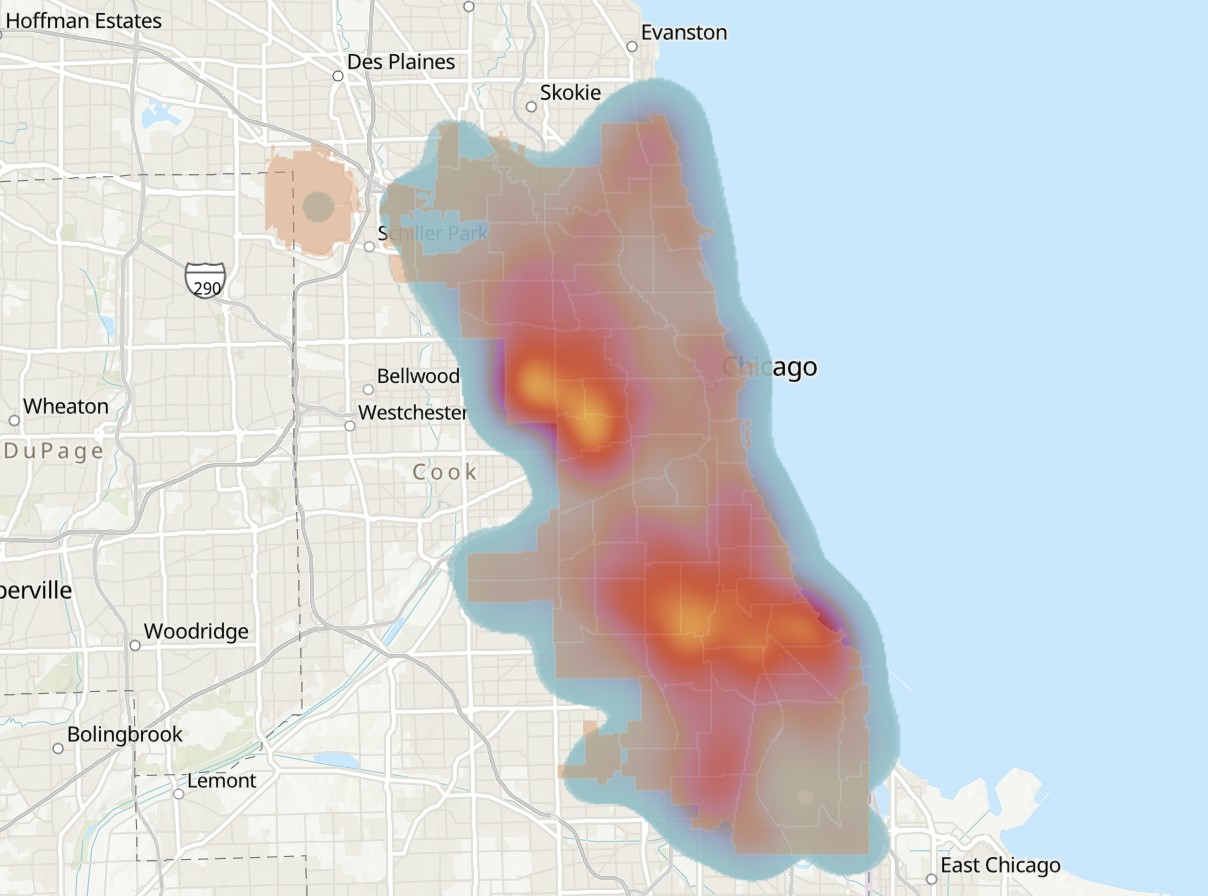 Hoffman Estates
Evanston
Des Plaines
Skokie
Schiller Park
290
Chicago
Bellwood
Wheaton
Westchester
DuPage
Cook
perville
Woodridge
Bolingbrook
Lemont
East Chicago